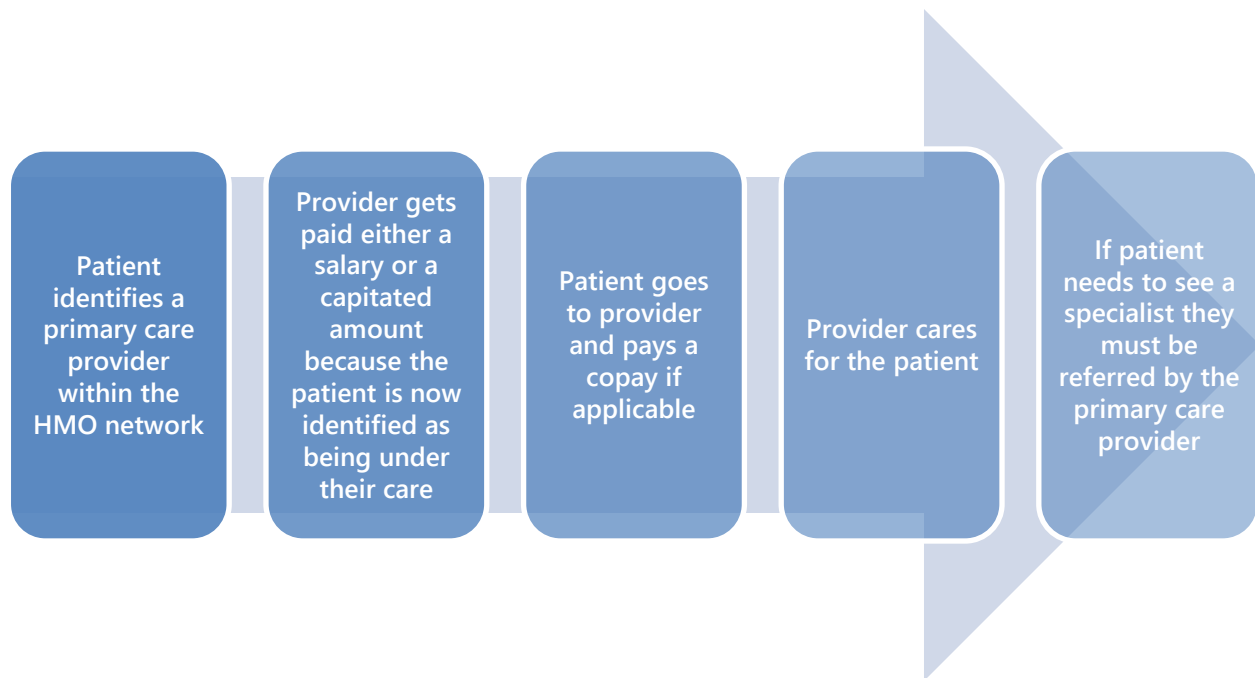 Patient
identifies a
primary care
provider
within the
HMO network
Provider gets
paid either a
salary or a
capitated
amount
because the
patient is now
identified as
being under
their care
Patient goes
to provider
and pays a
copay if
applicable
Provider cares
for the patient
If patient
needs to see a
specialist they
must be
referred by the
primary care
provider